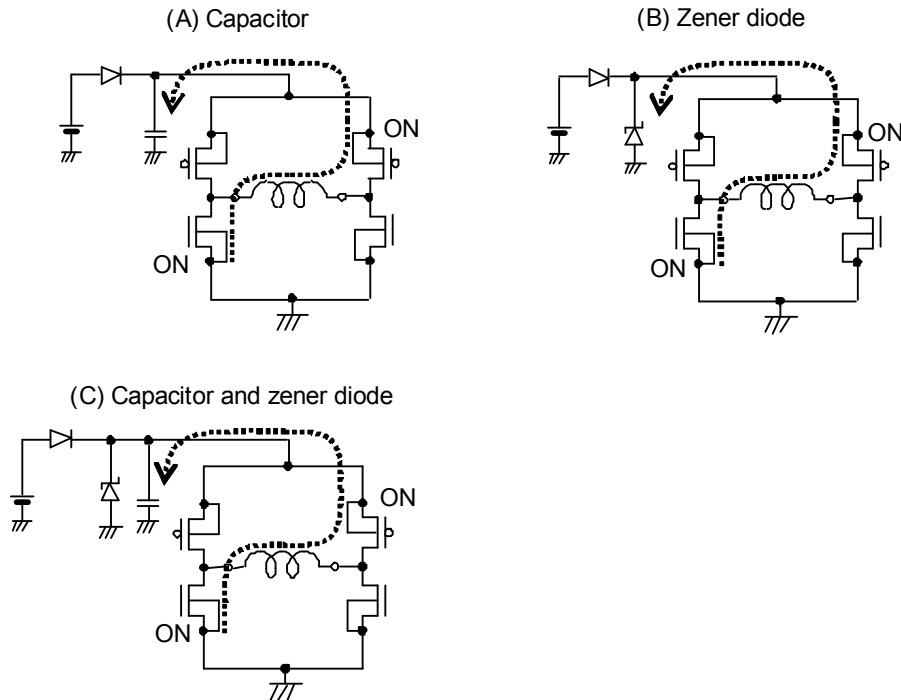 (A) Capacitor
(B) Zener diode
ON
ON
ON
ON
(C) Capacitor and zener diode
ON
ON